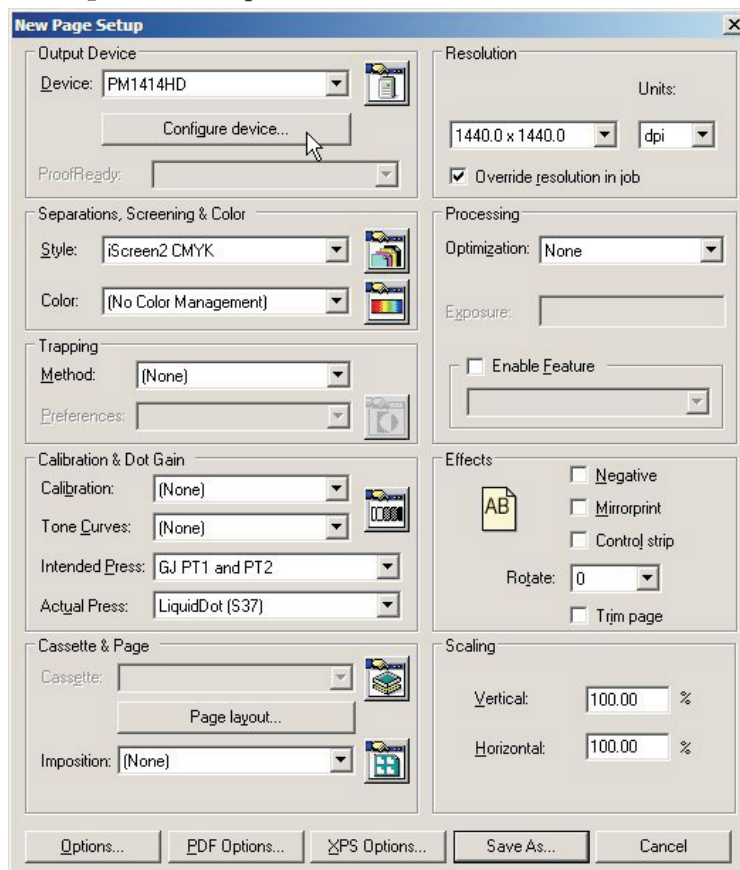 New Page Setup
Output Device
Device: PM1414HD
Configure device...
ProofReady:
Separations, Screening & Color
Style: iScreen2 CMYK
Color: (No Color Management)
Trapping
Method: (None)
Preferences:
Calibration & Dot Gain
Calibration: (None)
Tone Curves: (None)
Intended Press: GJ PT1 and PT2
Actual Press: LiquidDot (S37)
Cassette & Page
Cassette:
Page layout...
Imposition: (None)
Resolution
Units:
1440.0 x 1440.0 dpi
Override resolution in job
Processing
Optimization: None
Exposure:
Enable Feature
Effects
AB
Negative
Mirrorprint
Control strip
Rotate: 0
Trim page
Scaling
Vertical: 100.00 %
Horizontal: 100.00 %
Options... PDF Options... XPS Options... Save As... Cancel